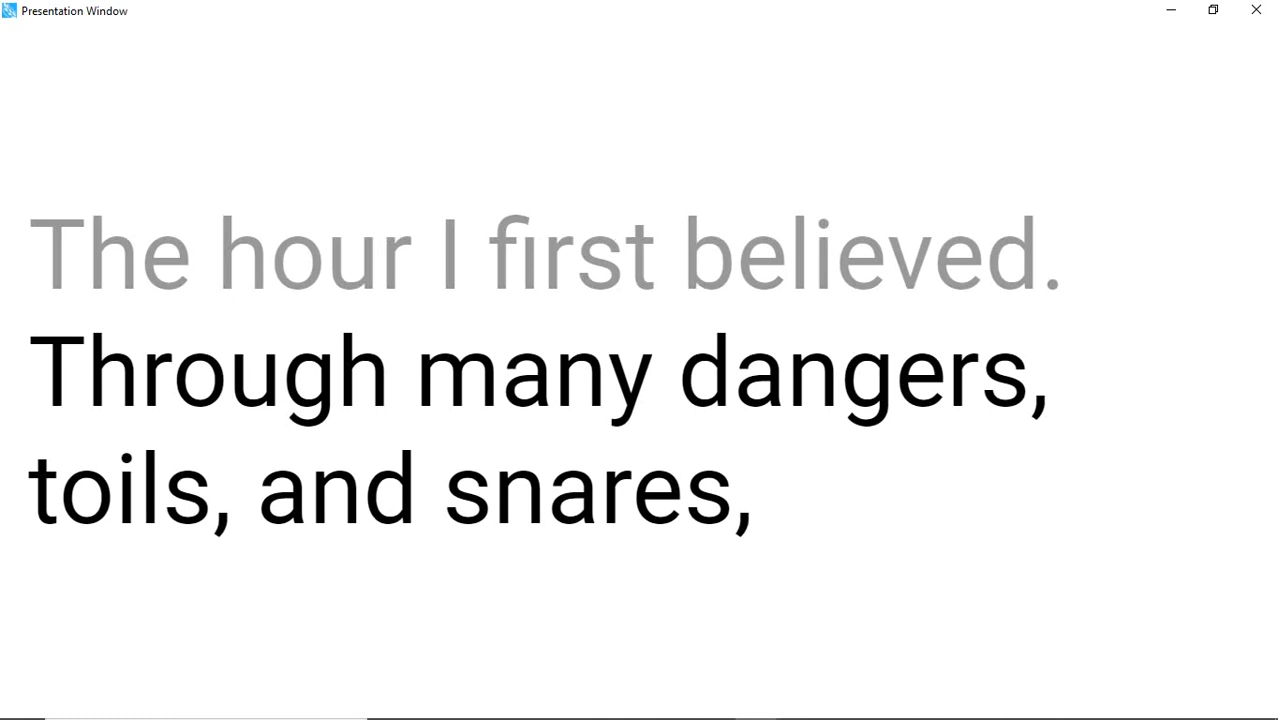 Presentation Window
The hour I first believed.
Through many dangers,
toils, and snares,